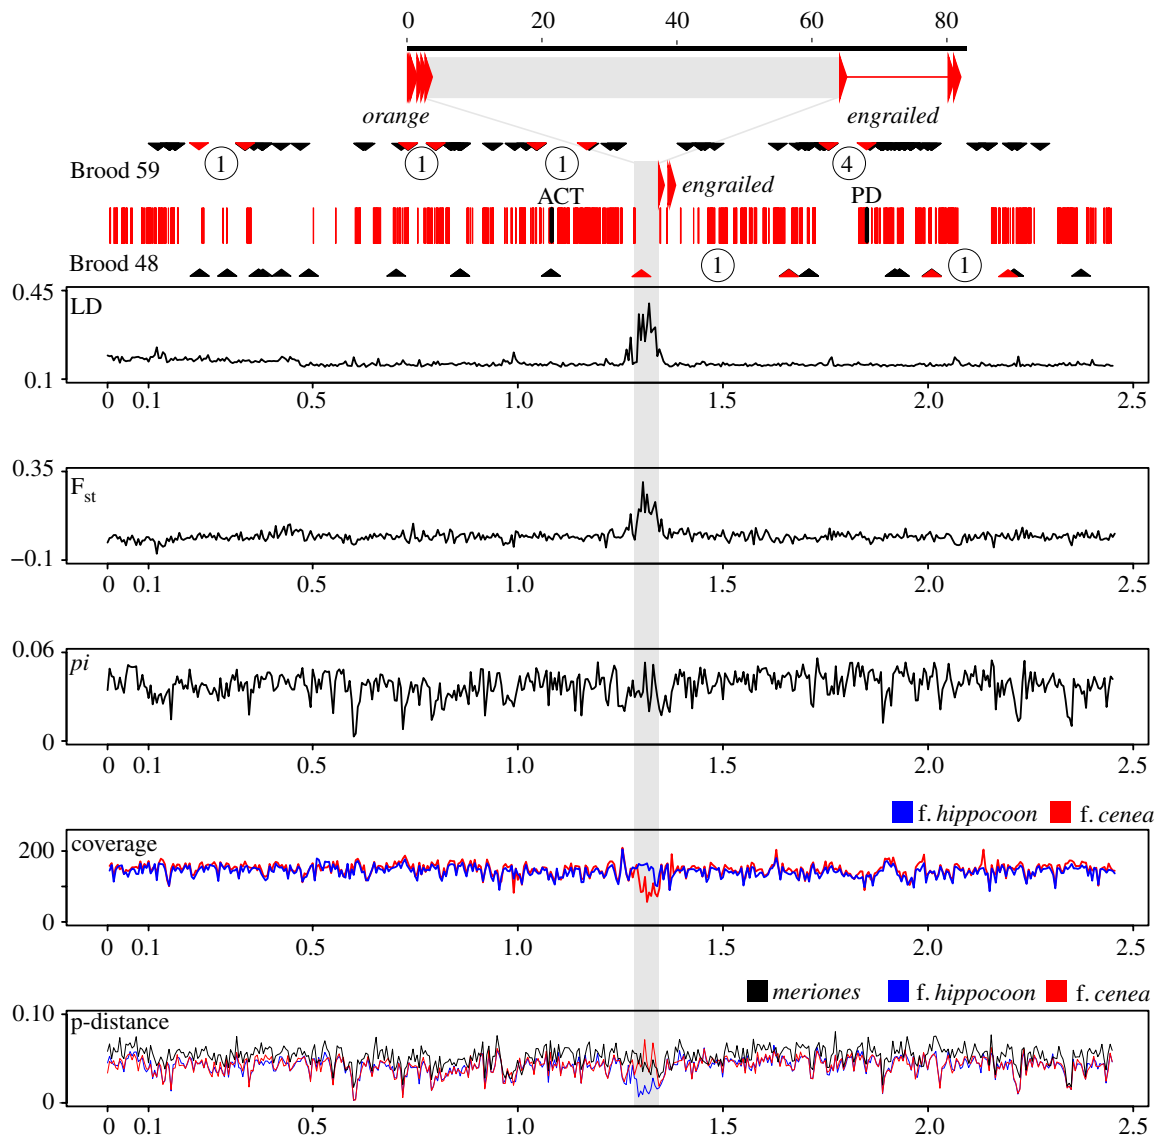 0 20 40 60 80
orange engrailed
Brood 59 1 1 1 4
engrailed
ACT PD
Brood 48 1 1
0.45
LD
0.1
0 0.1 0.5 1.0 1.5 2.0 2.5
0.35
Fst
−0.1
0 0.1 0.5 1.0 1.5 2.0 2.5
0.06
pi
0
0 0.1 0.5 1.0 1.5 2.0 2.5
f. hippocoon f. cenea
coverage
200
0
0 0.1 0.5 1.0 1.5 2.0 2.5
meriones f. hippocoon f. cenea
0.10
p-distance
0
0 0.1 0.5 1.0 1.5 2.0 2.5